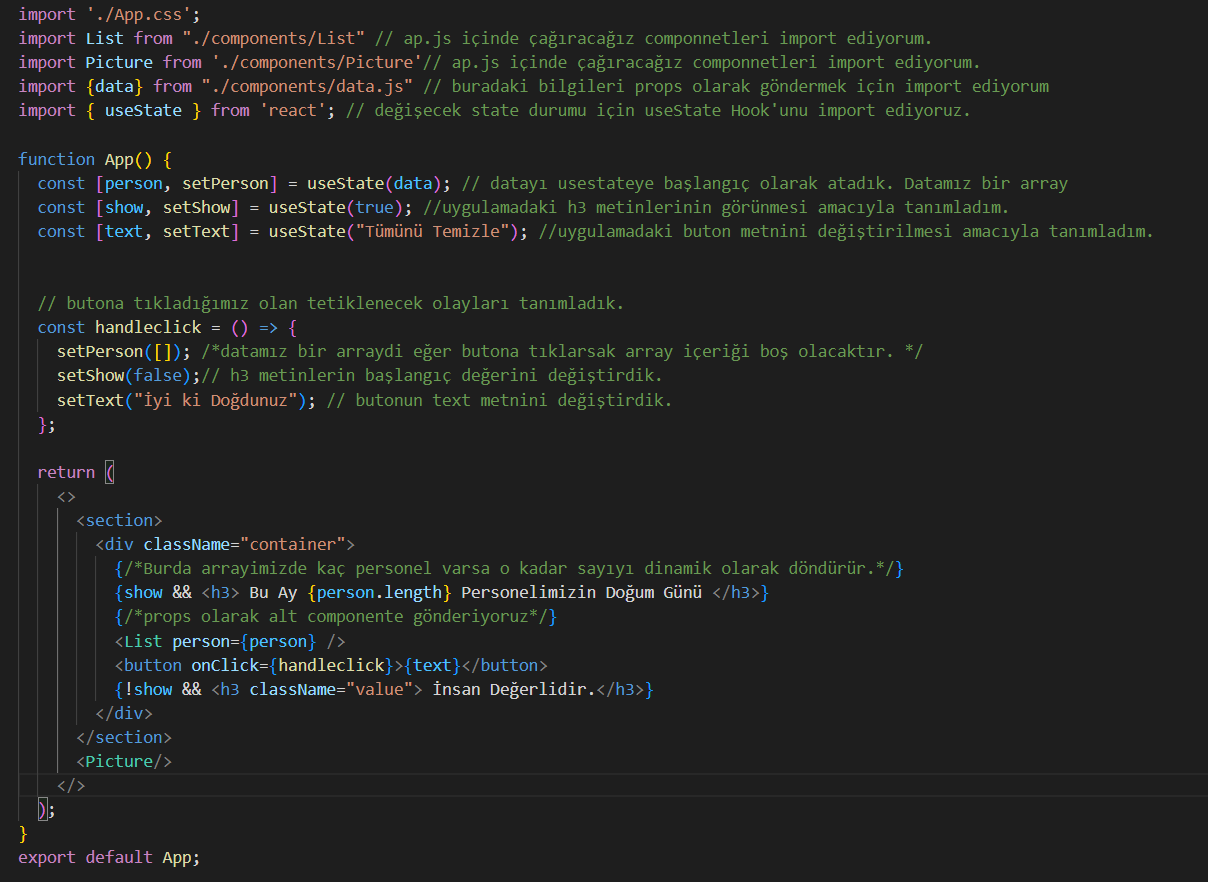 import './App.css';
import List from "./components/List" // ap.js içinde çağıracağız componnetleri import ediyorum.
import Picture from './components/Picture'// ap.js içinde çağıracağız componnetleri import ediyorum.
import {data} from "./components/data.js" // buradaki bilgileri props olarak göndermek için import ediyorum
import { useState } from 'react'; // değişecek state durumu için useState Hook'unu import ediyoruz.

function App() {
  const [person, setPerson] = useState(data); // datayı usestateye başlangıç olarak atadık. Datamız bir array
  const [show, setShow] = useState(true); //uygulamadaki h3 metinlerinin görünmesi amacıyla tanımladım.
  const [text, setText] = useState("Tümünü Temizle"); //uygulamadaki buton metnini değiştirilmesi amacıyla tanımladım.

  // butona tıkladığımız olan tetiklenecek olayları tanımladık.
  const handleclick = () => {
    setPerson([]); /*datamız bir arraydi eğer butona tıklarsak array içeriği boş olacaktır. */
    setShow(false);// h3 metinlerin başlangıç değerini değiştirdik.
    setText("İyi ki Doğdunuz"); // butonun text metnini değiştirdik.
  };

  return (
    <>
      <section>
        <div className="container">
          {/*Burda arrayimizde kaç personel varsa o kadar sayıyı dinamik olarak döndürür.*/}
          {show && <h3> Bu Ay {person.length} Personelimizin Doğum Günü </h3>}
          {/*props olarak alt componente gönderiyoruz*/}
          <List person={person} />
          <button onClick={handleclick}>{text}</button>
          {!show && <h3 className="value"> İnsan Değerlidir.</h3>}
        </div>
      </section>
      <Picture/>
    </>
  );
}
export default App;